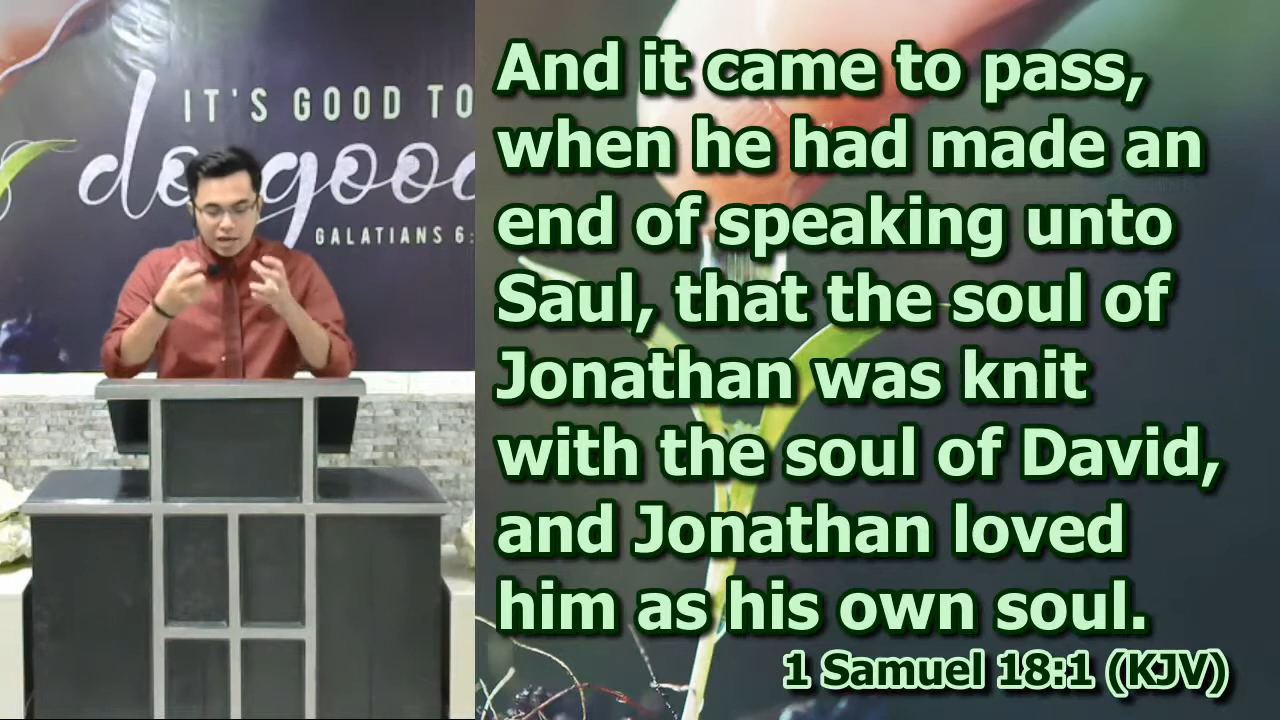 IT'S GOOD TO
do good
GALATIANS 6:
And it came to pass,
when he had made an
end of speaking unto
Saul, that the soul of
Jonathan was knit
with the soul of David,
and Jonathan loved
him as his own soul.
1 Samuel 18:1 (KJV)